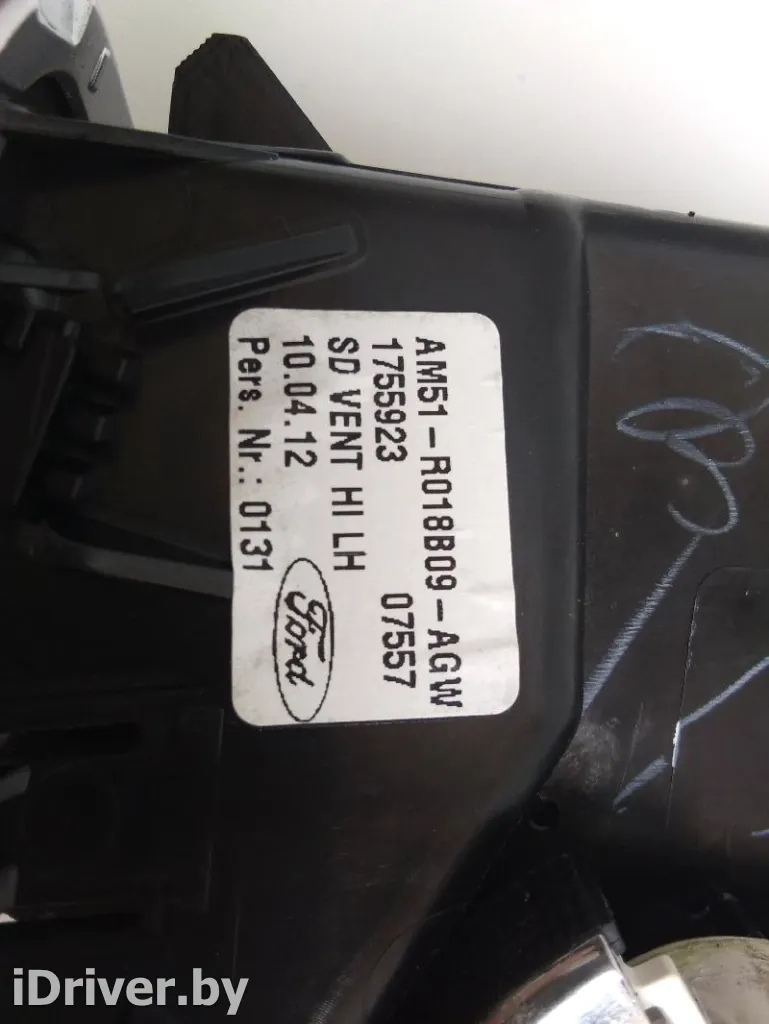 AM51-R018B09-AGW
1755923 07557
SD VENT HI LH
10.04.12
Pers. Nr.: 0131
Ford
iDriver.by